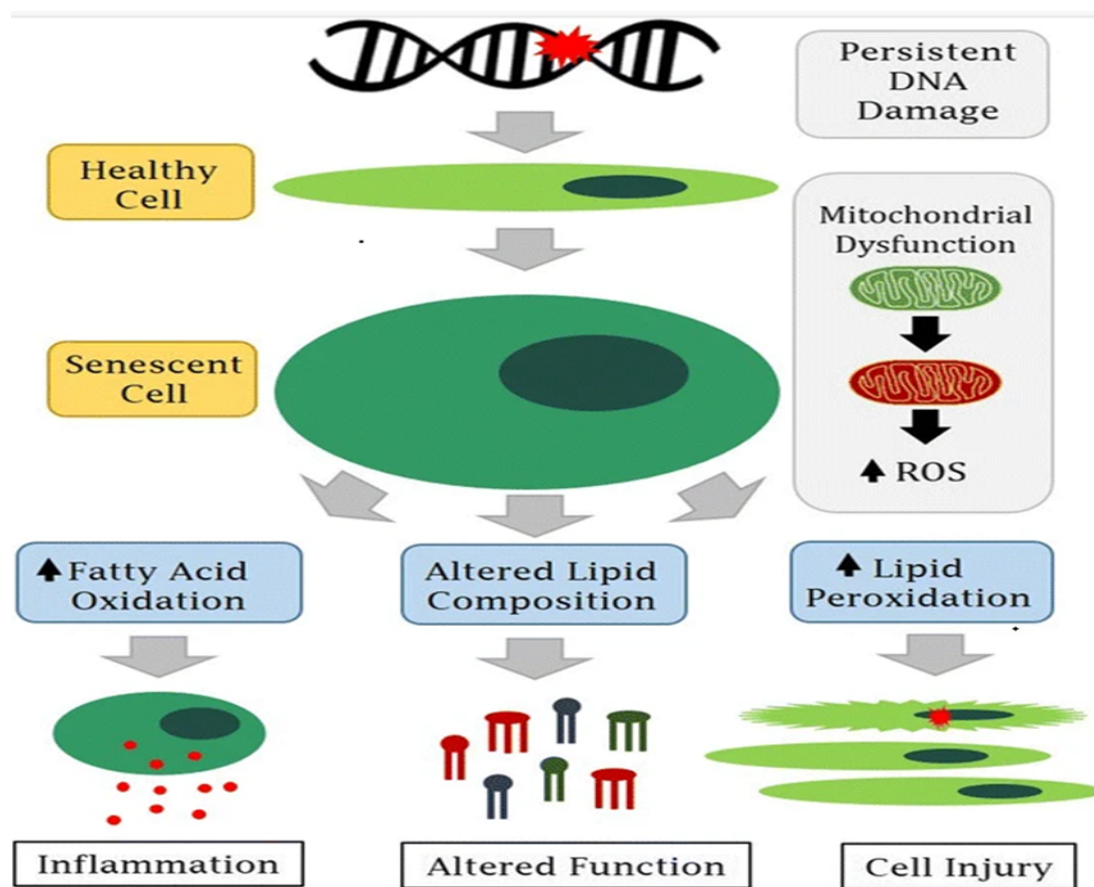 Persistent
DNA
Damage
Healthy
Cell
Mitochondrial
Dysfunction
Senescent
Cell
ROS
Fatty Acid
Oxidation
Altered Lipid
Composition
Lipid
Peroxidation
Inflammation
Altered Function
Cell Injury